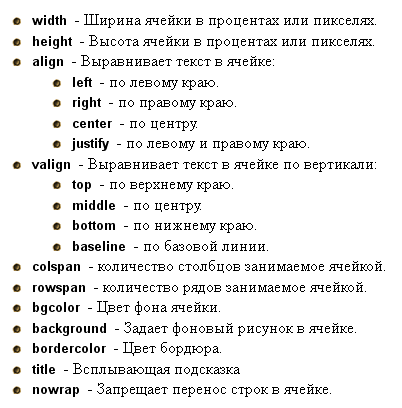 width - Ширина ячейки в процентах или пикселях.
height - Высота ячейки в процентах или пикселях.
align - Выравнивает текст в ячейке:
left - по левому краю.
right - по правому краю.
center - по центру.
justify - по левому и правому краю.
valign - Выравнивает текст в ячейке по вертикали:
top - по верхнему краю.
middle - по центру.
bottom - по нижнему краю.
baseline - по базовой линии.
colspan - количество столбцов занимаемое ячейкой.
rowspan - количество рядов занимаемое ячейкой.
bgcolor - Цвет фона ячейки.
background - Задает фоновый рисунок в ячейке.
bordercolor - Цвет бордюра.
title - Всплывающая подсказка
nowrap - Запрещает перенос строк в ячейке.